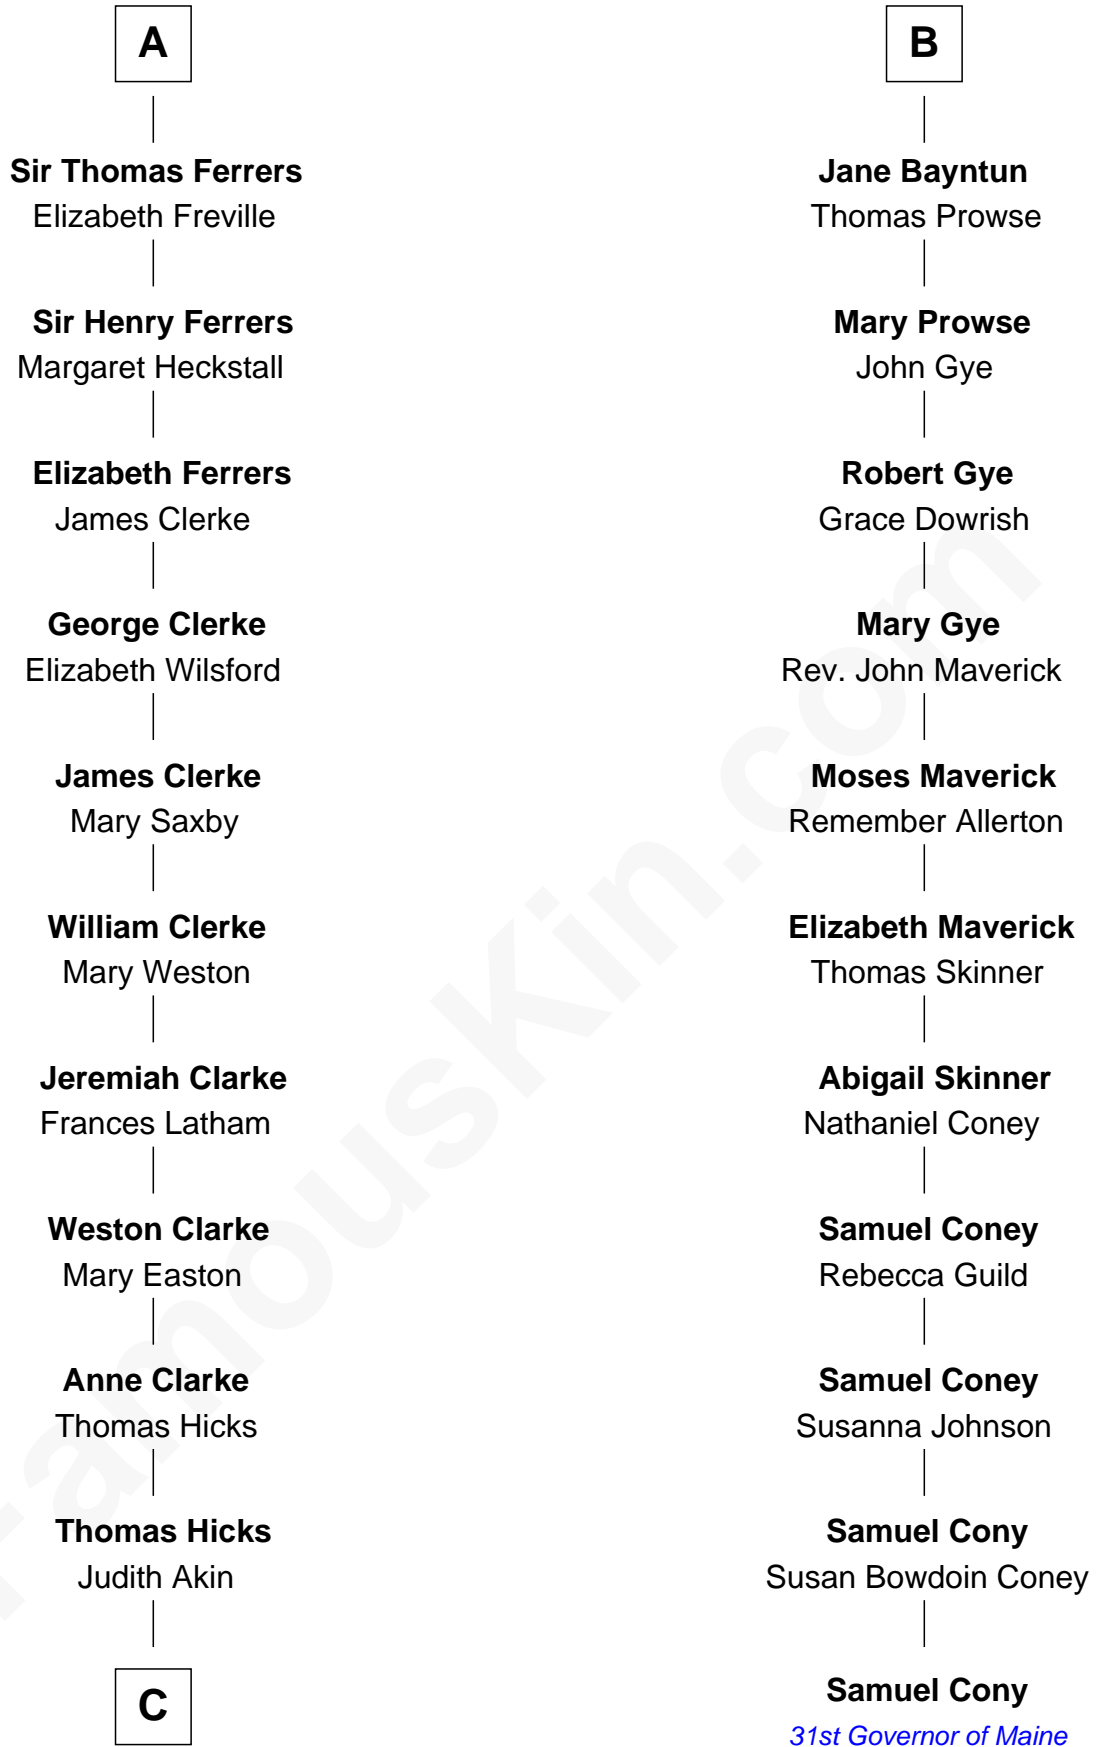 A
Sir Thomas Ferrers
Elizabeth Freville
Sir Henry Ferrers
Margaret Heckstall
Elizabeth Ferrers
James Clerke
George Clerke
Elizabeth Wilsford
James Clerke
Mary Saxby
William Clerke
Mary Weston
Jeremiah Clarke
Frances Latham
Weston Clarke
Mary Easton
Anne Clarke
Thomas Hicks
Thomas Hicks
Judith Akin
C
B
Jane Bayntun
Thomas Prowse
Mary Prowse
John Gye
Robert Gye
Grace Dowrish
Mary Gye
Rev. John Maverick
Moses Maverick
Remember Allerton
Elizabeth Maverick
Thomas Skinner
Abigail Skinner
Nathaniel Coney
Samuel Coney
Rebecca Guild
Samuel Coney
Susanna Johnson
Samuel Cony
Susan Bowdoin Coney
Samuel Cony
31st Governor of Maine
FamousKin.com